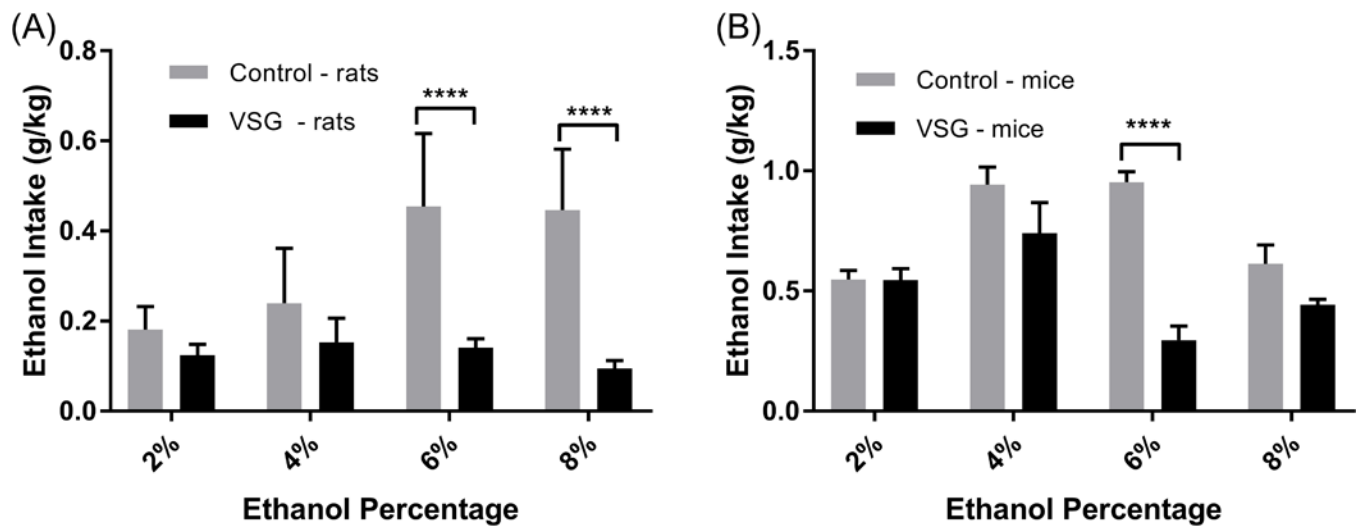 (A)
0.8
0.6
0.4
0.2
0.0
Ethanol Intake (g/kg)
Control - rats
VSG - rats
****
****
2%
4%
6%
8%
Ethanol Percentage
(B)
1.5
1.0
0.5
0.0
Ethanol Intake (g/kg)
Control - mice
VSG - mice
****
2%
4%
6%
8%
Ethanol Percentage